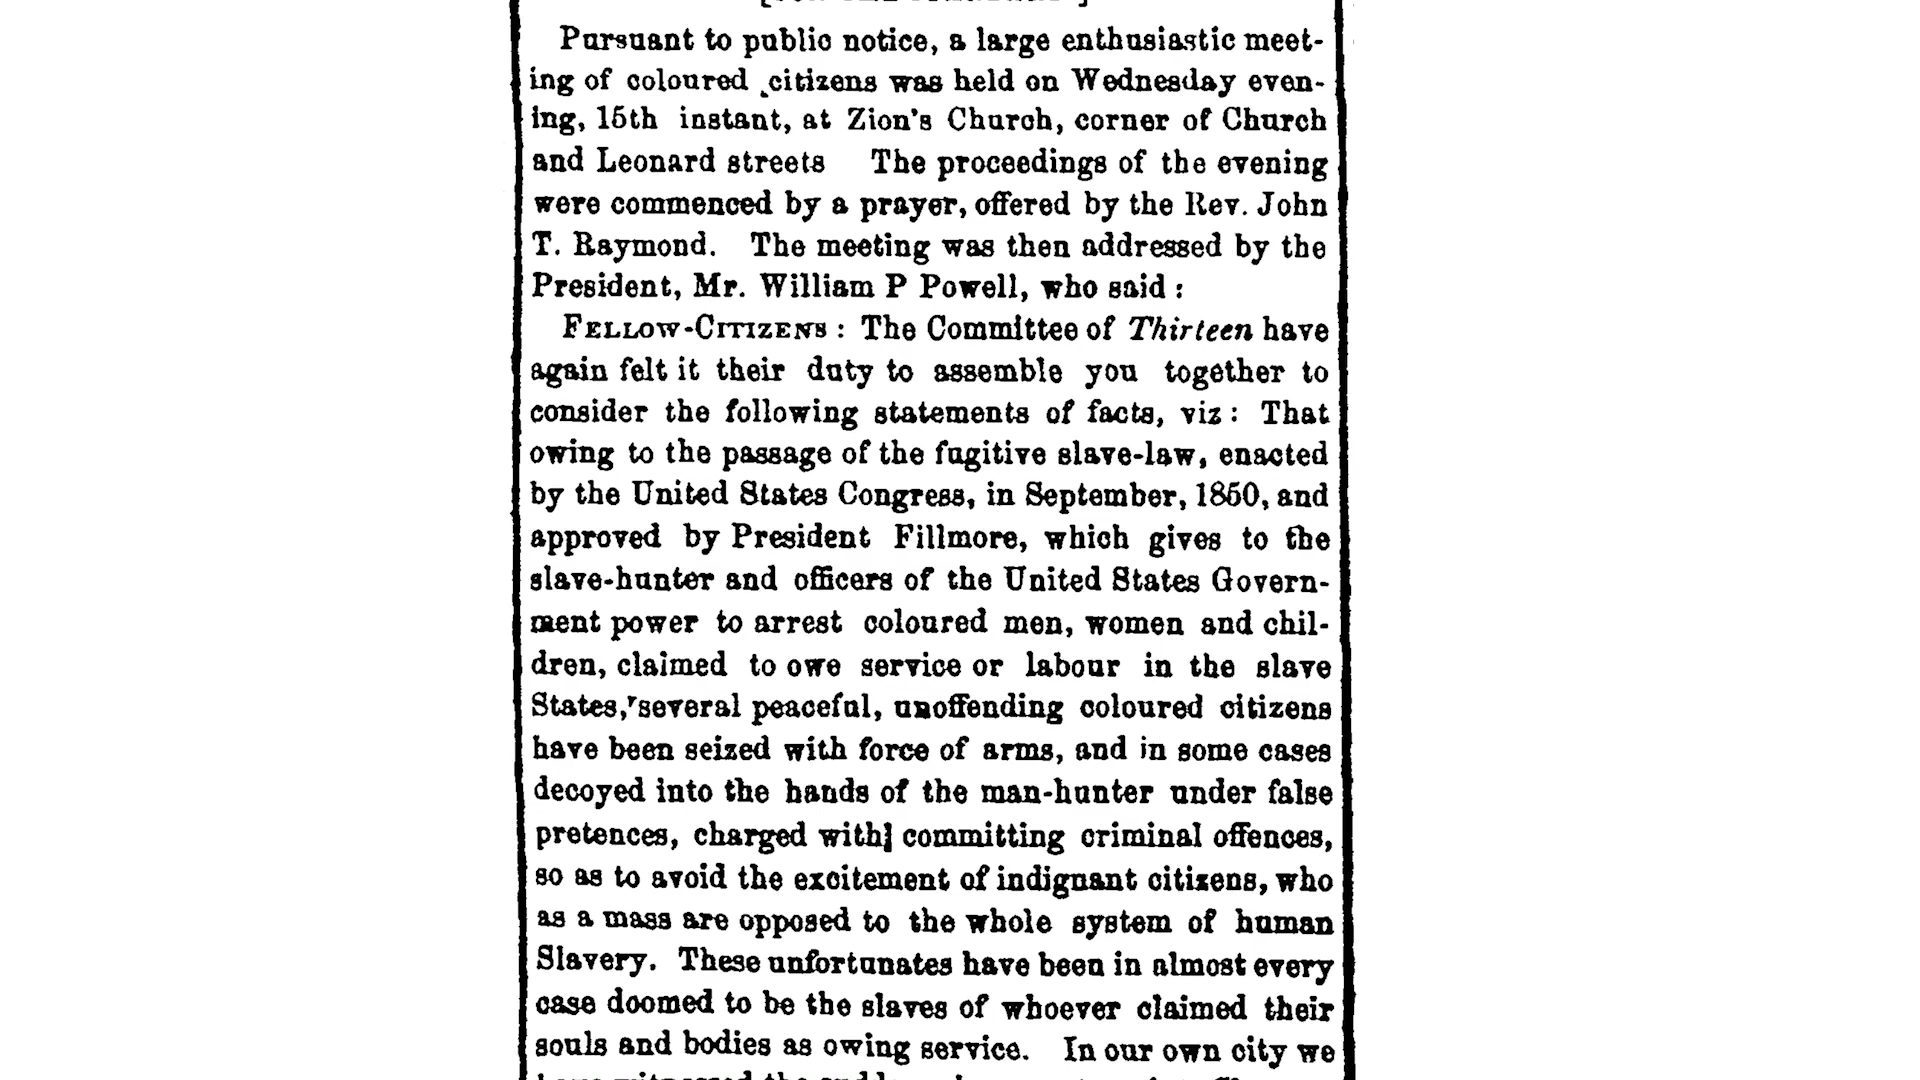 Pursuant to public notice, a large enthusiastic meet-
ing of coloured citizens was held on Wednesday even-
ing, 15th instant, at Zion's Church, corner of Church
and Leonard streets The proceedings of the evening
were commenced by a prayer, offered by the Rev. John
T. Raymond. The meeting was then addressed by the
President, Mr. William P Powell, who said :
FELLOW-CITIZENS : The Committee of Thirteen have
again felt it their duty to assemble you together to
consider the following statements of facts, viz : That
owing to the passage of the fugitive slave-law, enacted
by the United States Congress, in September, 1850, and
approved by President Fillmore, which gives to the
slave-hunter and officers of the United States Govern-
ment power to arrest coloured men, women and chil-
dren, claimed to owe service or labour in the slave
States, several peaceful, unoffending coloured citizens
have been seized with force of arms, and in some cases
decoyed into the hands of the man-hunter under false
pretences, charged with committing criminal offences,
so as to avoid the excitement of indignant citizens, who
as a mass are opposed to the whole system of human
Slavery. These unfortunates have been in almost every
case doomed to be the slaves of whoever claimed their
souls and bodies as owing service. In our own city we